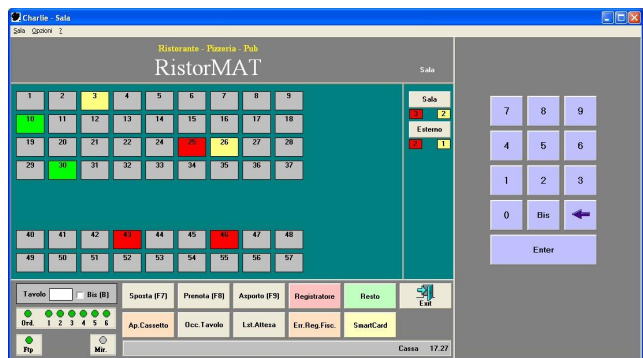 Charlie - Sala
Sala Opzioni ?
Ristorante - Pizzeria - Pub
RistorMAT
Sala
1 2 3 4 5 6 7 8 9
10 11 12 13 14 15 16 17 18
19 20 21 22 24 25 26 27 28
29 30 31 32 33 34 35 36 37
40 41 42 43 44 45 46 47 48
49 50 51 52 53 54 55 56 57
Sala
3 2
Esterno
2 1
7 8 9
4 5 6
1 2 3
0 Bis
Enter
Tavolo Bis (B)
Ord. 1 2 3 4 5 6
Ftp Mir.
Sposta (F7) Prenota (F8) Asporto (F9) Registratore Resto Exit
Ap.Cassetto Occ.Tavolo Lst.Attesa Err.Reg.Fisc. SmartCard
Cassa 17.27